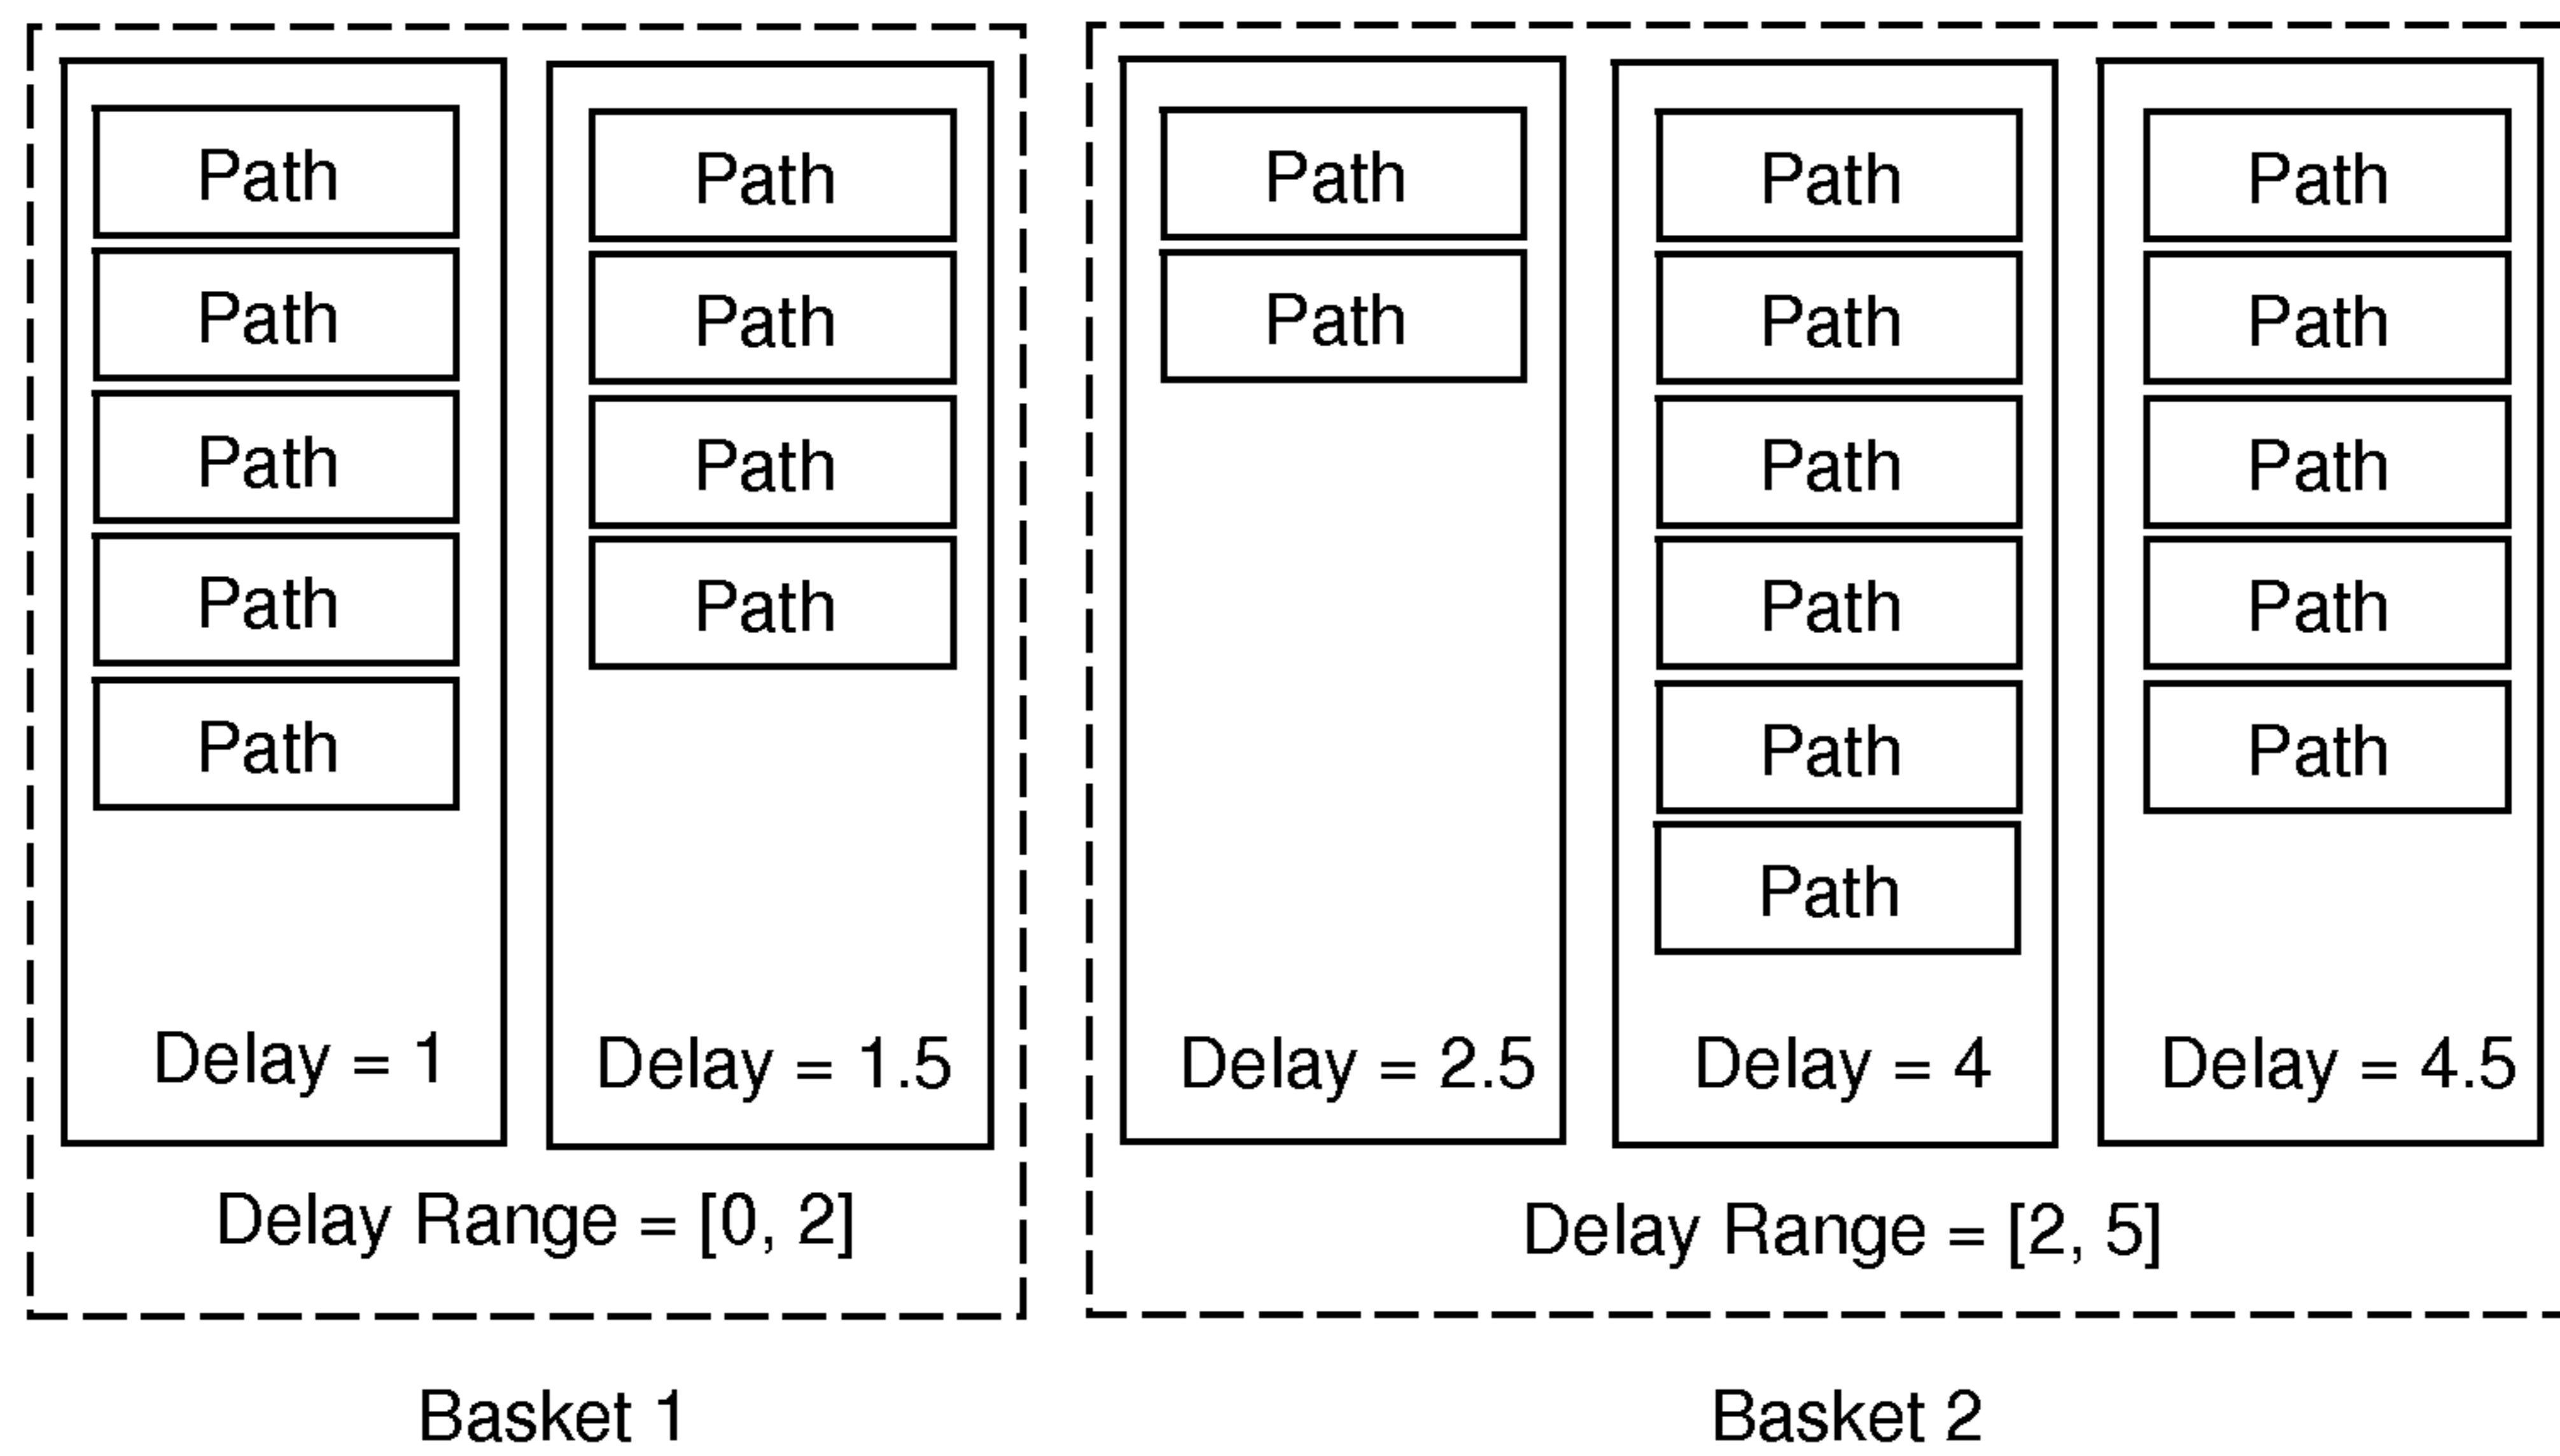 Path
Path
Path
Path
Path
Delay = 1
Path
Path
Path
Path
Delay = 1.5
Delay Range = [0, 2]
Basket 1
Path
Path
Delay = 2.5
Path
Path
Path
Path
Path
Path
Delay = 4
Path
Path
Path
Path
Path
Delay = 4.5
Delay Range = [2, 5]
Basket 2